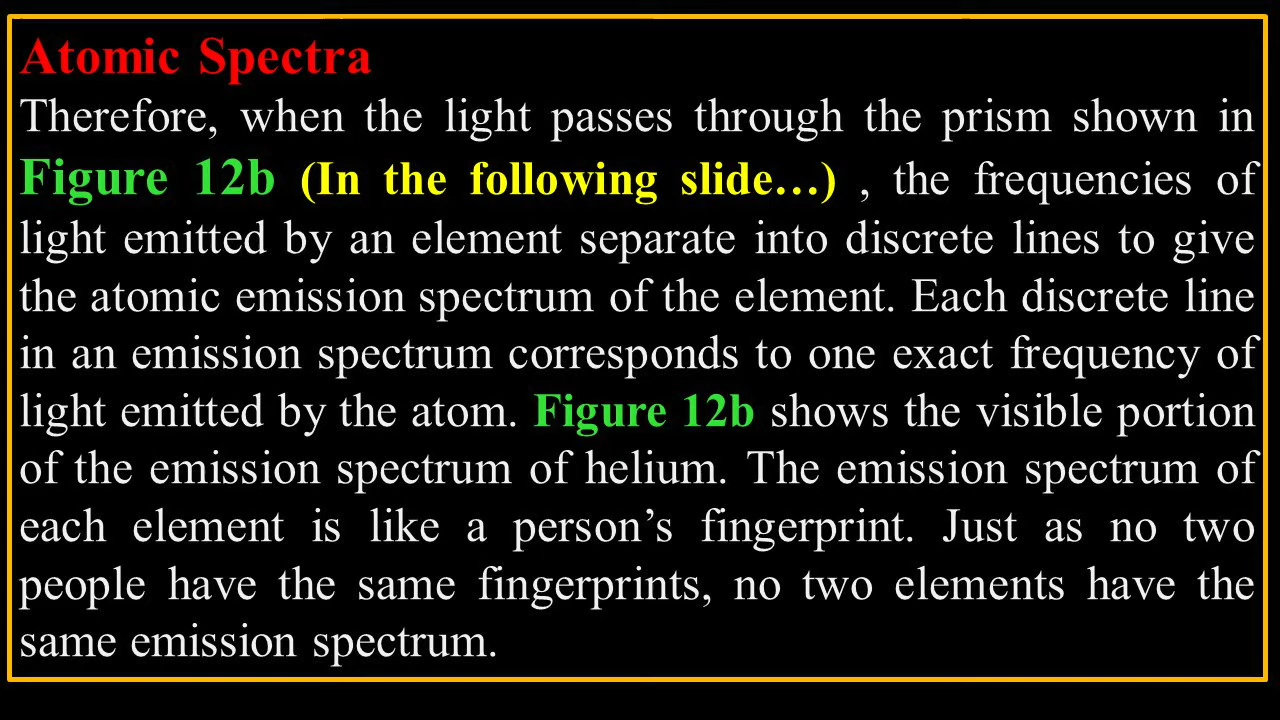 Atomic Spectra
Therefore, when the light passes through the prism shown in
Figure 12b (In the following slide…) , the frequencies of
light emitted by an element separate into discrete lines to give
the atomic emission spectrum of the element. Each discrete line
in an emission spectrum corresponds to one exact frequency of
light emitted by the atom. Figure 12b shows the visible portion
of the emission spectrum of helium. The emission spectrum of
each element is like a person’s fingerprint. Just as no two
people have the same fingerprints, no two elements have the
same emission spectrum.